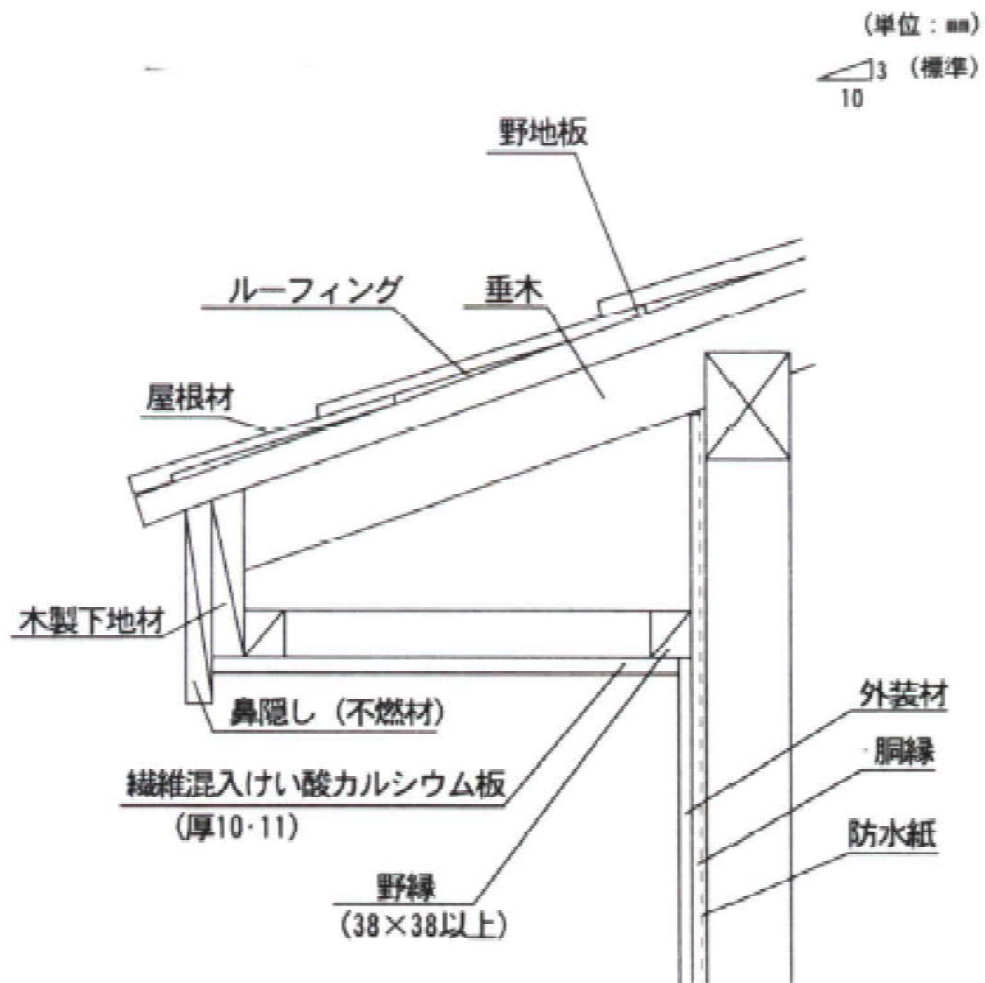 (単位：㎜)
3 (標準)
10
野地板
ルーフィング
垂木
屋根材
木製下地材
鼻隠し (不燃材)
外装材
胴縁
繊維混入けい酸カルシウム板
(厚10·11)
防水紙
野縁
(38×38以上)